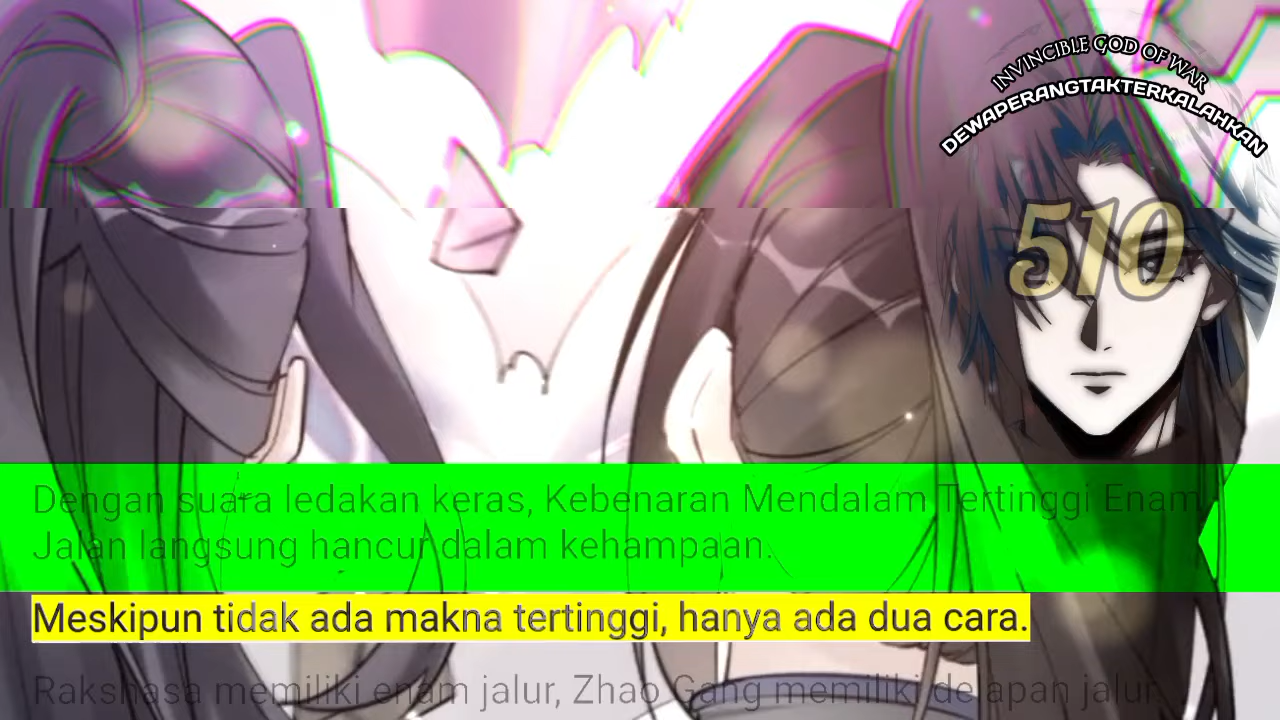 INVINCIBLE GOD OF WAR
DEWAPERANGTAKTERKALAHKAN
510
Dengan suara ledakan keras, Kebenaran Mendalam Tertinggi Enam
Jalan langsung hancur dalam kehampaan.
Meskipun tidak ada makna tertinggi, hanya ada dua cara.
Rakshasa memiliki enam jalur, Zhao Gang memiliki delapan jalur.